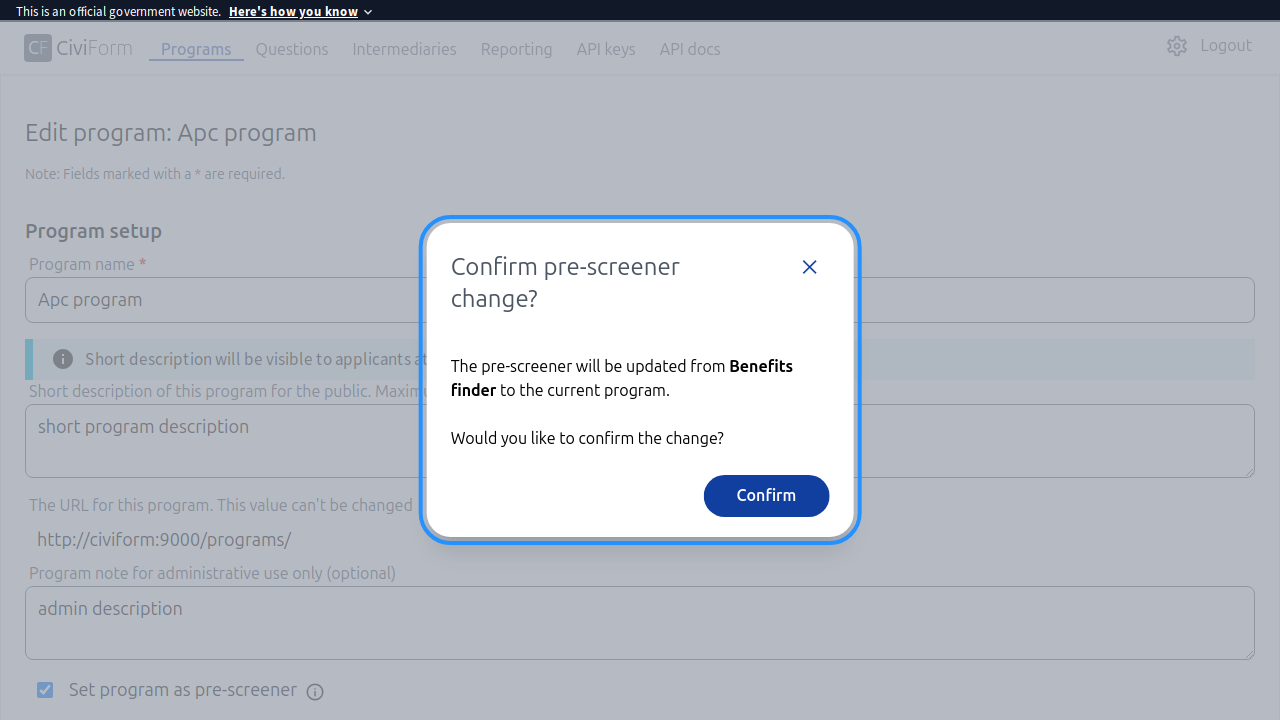 This is an official government website. Here's how you know
CF CiviForm Programs Questions Intermediaries Reporting API keys API docs Logout
Edit program: Apc program
Note: Fields marked with a * are required.
Program setup
Program name *
Apc program
Short description will be visible to applicants at
Short description of this program for the public.
short program description
The URL for this program. This value can't be changed
http://civiform:9000/programs/
Program note for administrative use only (optional)
admin description
Set program as pre-screener
Confirm pre-screener
change?
The pre-screener will be updated from Benefits
finder to the current program.
Would you like to confirm the change?
Confirm